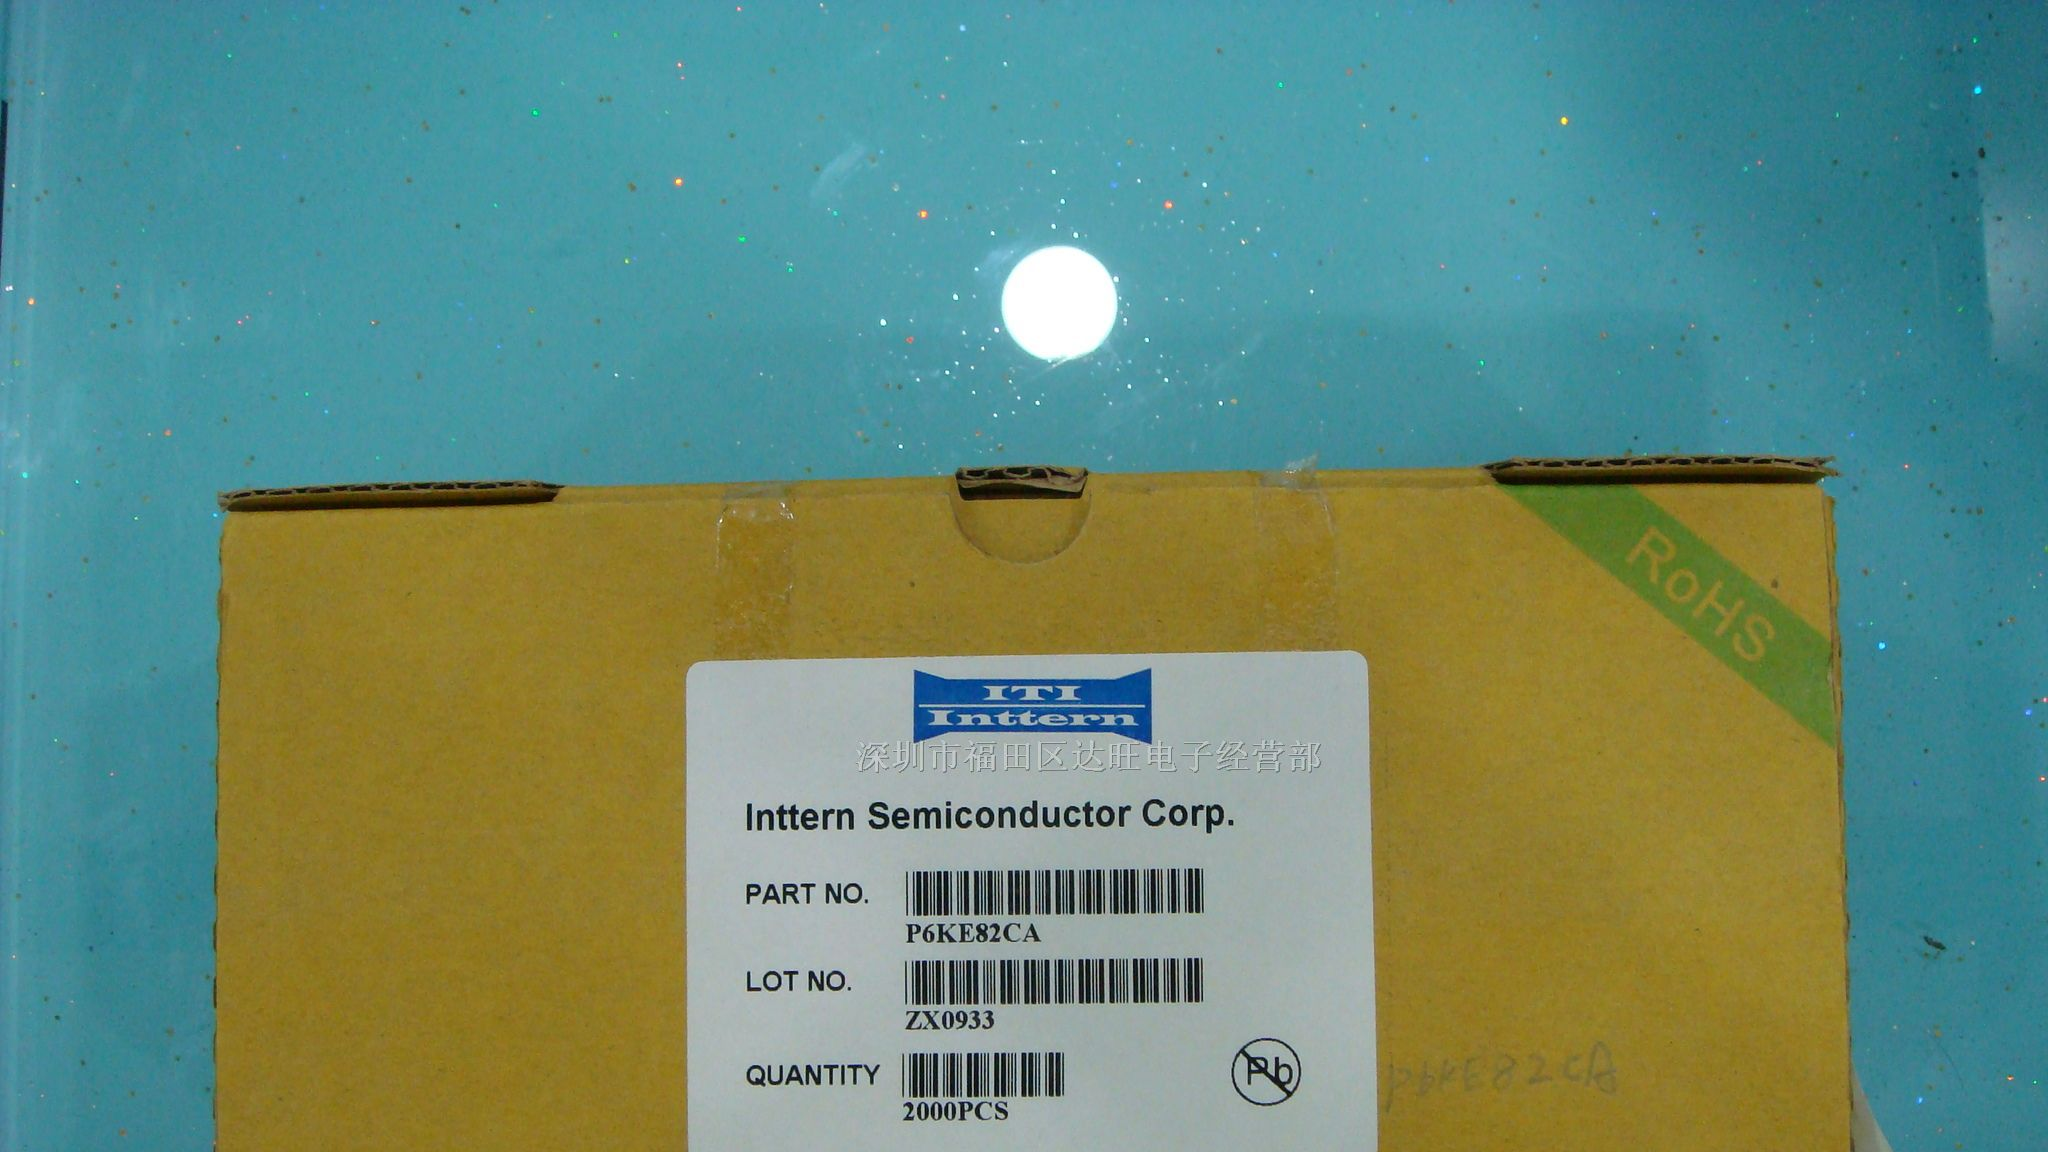 RoHS
ITI
Inttern
深圳市福田区达旺电子经营部
Inttern Semiconductor Corp.
PART NO.
P6KE82CA
LOT NO.
ZX0933
QUANTITY
2000PCS
Pb
P6KE82CA